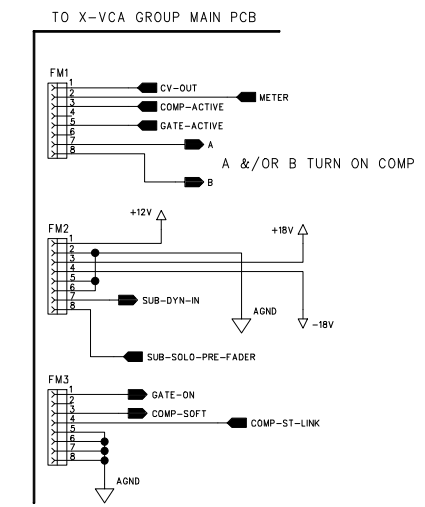 TO X-VCA GROUP MAIN PCB
FM1
1 CV-OUT
2 METER
3 COMP-ACTIVE
4
5 GATE-ACTIVE
6
7 A
8
A &/OR B TURN ON COMP
B
+12V
FM2 +18V
1
2
3
4
5
6
7 SUB-DYN-IN
8
AGND
-18V
SUB-SOLO-PRE-FADER
FM3
1 GATE-ON
2
3 COMP-SOFT
4 COMP-ST-LINK
5
6
7
8
AGND